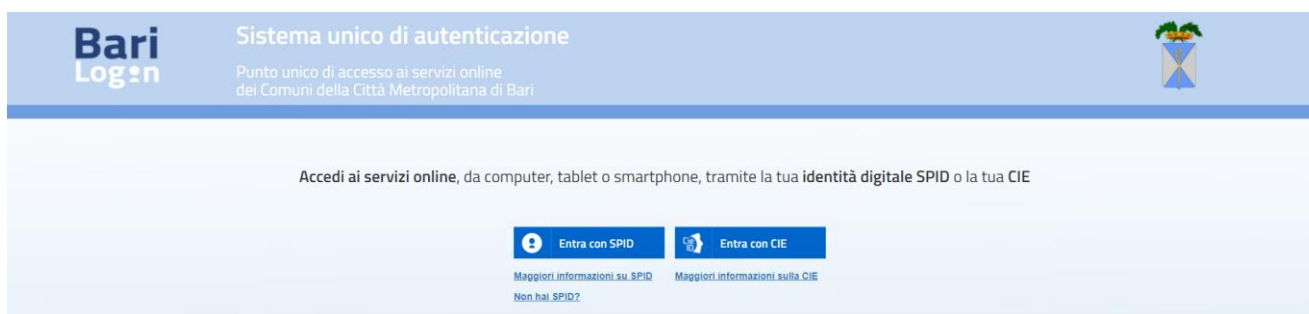 Bari
Login
Sistema unico di autenticazione
Punto unico di accesso ai servizi online
dei Comuni della Città Metropolitana di Bari
Accedi ai servizi online, da computer, tablet o smartphone, tramite la tua identità digitale SPID o la tua CIE
Entra con SPID
Entra con CIE
Maggiori informazioni su SPID
Maggiori informazioni sulla CIE
Non hai SPID?